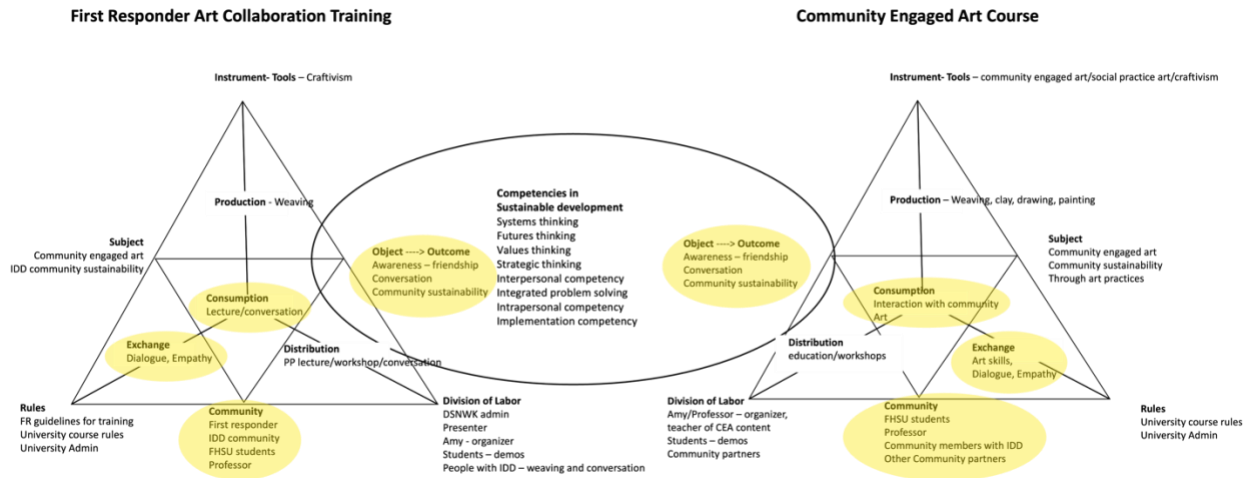 First Responder Art Collaboration Training
Instrument- Tools – Craftivism
Production - Weaving
Subject
Community engaged art
IDD community sustainability
Consumption
Lecture/conversation
Exchange
Dialogue, Empathy
Distribution
PP lecture/workshop/conversation
Rules
FR guidelines for training
University course rules
University Admin
Community
First responder
IDD community
FHSU students
Professor
Division of Labor
DSNWK admin
Presenter
Amy - organizer
Students – demos
People with IDD – weaving and conversation
Object ----> Outcome
Awareness – friendship
Conversation
Community sustainability
Competencies in
Sustainable development
Systems thinking
Futures thinking
Values thinking
Strategic thinking
Interpersonal competency
Integrated problem solving
Intrapersonal competency
Implementation competency
Community Engaged Art Course
Instrument- Tools – community engaged art/social practice art/craftivism
Production – Weaving, clay, drawing, painting
Object ----> Outcome
Awareness – friendship
Conversation
Community sustainability
Subject
Community engaged art
Community sustainability
Through art practices
Consumption
Interaction with community
Art
Distribution
education/workshops
Exchange
Art skills,
Dialogue, Empathy
Division of Labor
Amy/Professor – organizer,
teacher of CEA content
Students – demos
Community partners
Community
FHSU students
Professor
Community members with IDD
Other Community partners
Rules
University course rules
University Admin